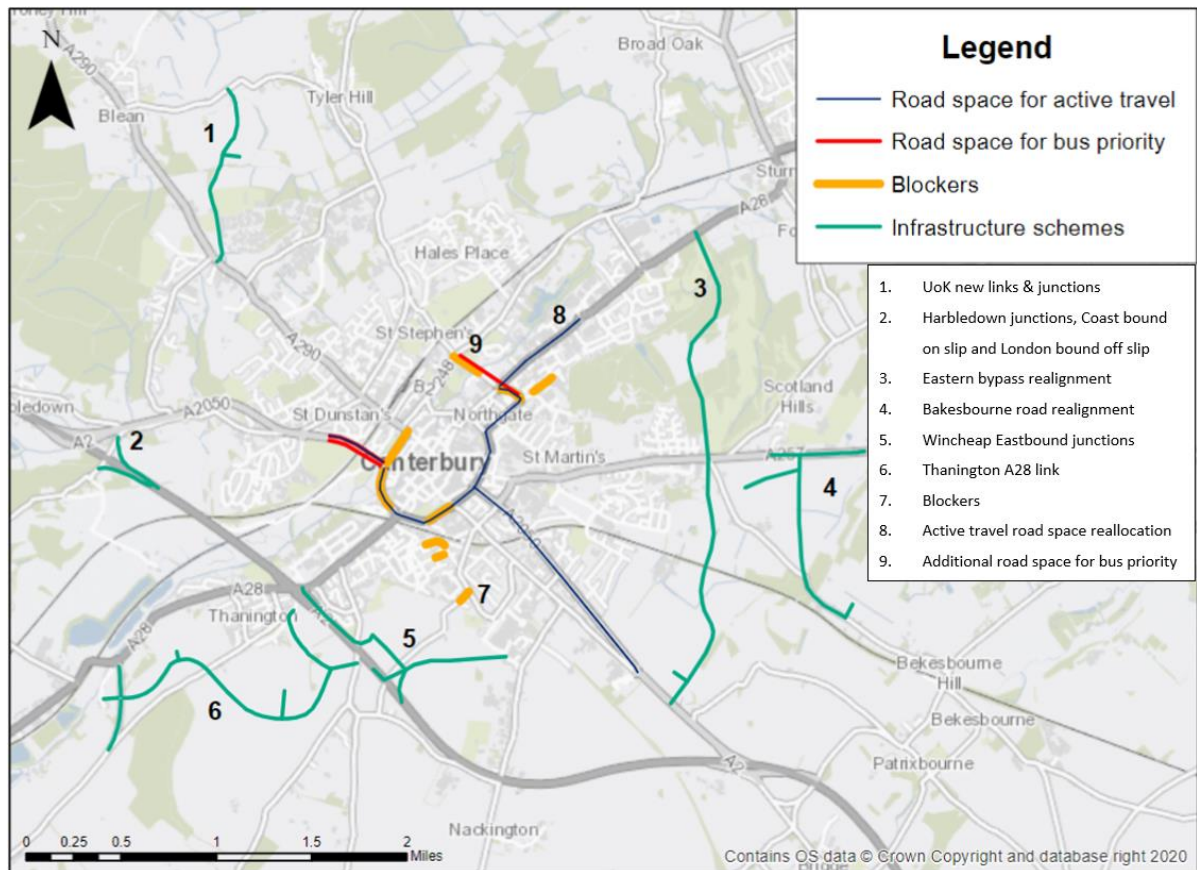 N
A290
Blean
Tyler Hill
Broad Oak
Legend
Road space for active travel
Road space for bus priority
Blockers
Infrastructure schemes
1
Hales Place
A28
3
8
St Stephen's
9
A290
B2
248
A2050
St Dunstan's
Northgate
Scotland
Hills
A2
2
Canterbury
St Martin's
A257
4
1. UoK new links & junctions
2. Harbledown junctions, Coast bound
on slip and London bound off slip
3. Eastern bypass realignment
4. Bakesbourne road realignment
5. Wincheap Eastbound junctions
6. Thanington A28 link
7. Blockers
8. Active travel road space reallocation
9. Additional road space for bus priority
A28
Thanington
7
A28
5
6
Bekesbourne
Hill
Bekesbourne
Patrixbourne
A2
Nackington
0 0.25 0.5 1 1.5 2
Miles
Contains OS data © Crown Copyright and database right 2020